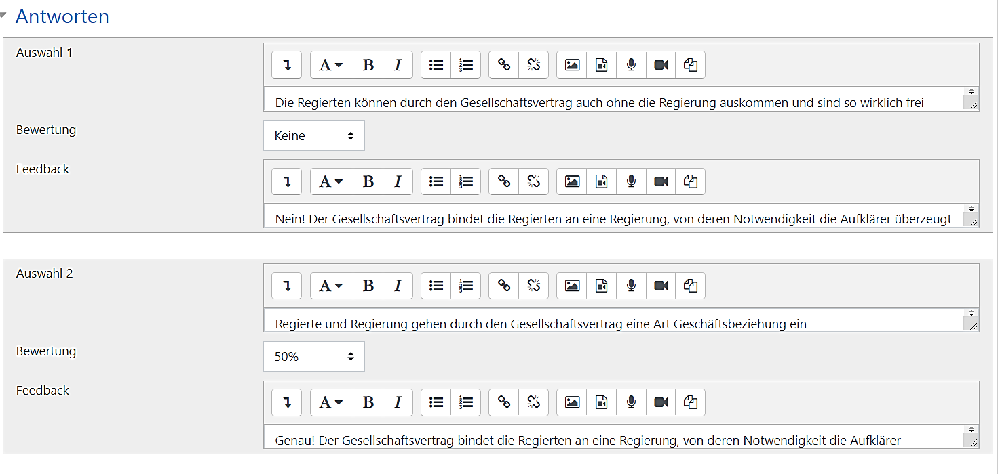 Antworten
Auswahl 1
A B I
Die Regierten können durch den Gesellschaftsvertrag auch ohne die Regierung auskommen und sind so wirklich frei
Bewertung
Keine
Feedback
A B I
Nein! Der Gesellschaftsvertrag bindet die Regierten an eine Regierung, von deren Notwendigkeit die Aufklärer überzeugt
Auswahl 2
A B I
Regierte und Regierung gehen durch den Gesellschaftsvertrag eine Art Geschäftsbeziehung ein
Bewertung
50%
Feedback
A B I
Genau! Der Gesellschaftsvertrag bindet die Regierten an eine Regierung, von deren Notwendigkeit die Aufklärer